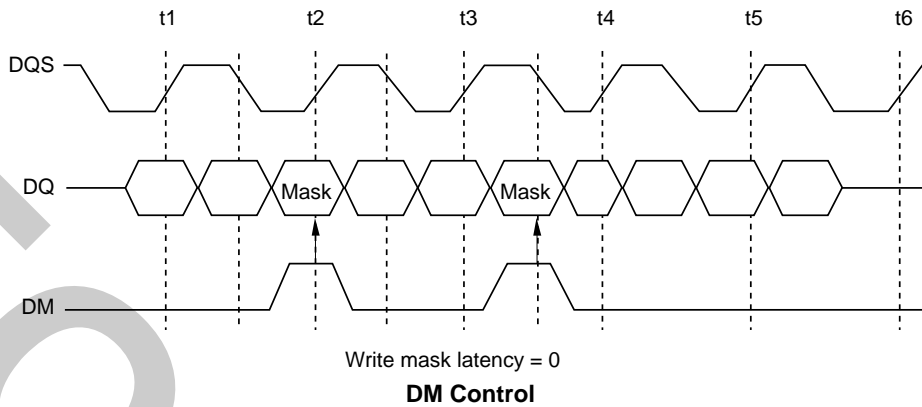 t1 t2 t3 t4 t5 t6
DQS
DQ Mask Mask
DM
Write mask latency = 0
DM Control